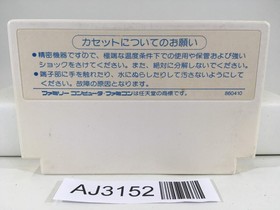 カセットについてのお願い
●精密機器ですので、極端な温度条件下での使用や保管および強い
ショックをさけてください。また、絶対に分解しないでください。
●端子部に手を触れたり、水にぬらしたりして汚さないようにして
ください。故障の原因となります。
ファミリーコンピュータ ファミコンは任天堂の商標です。 860410
AJ3152